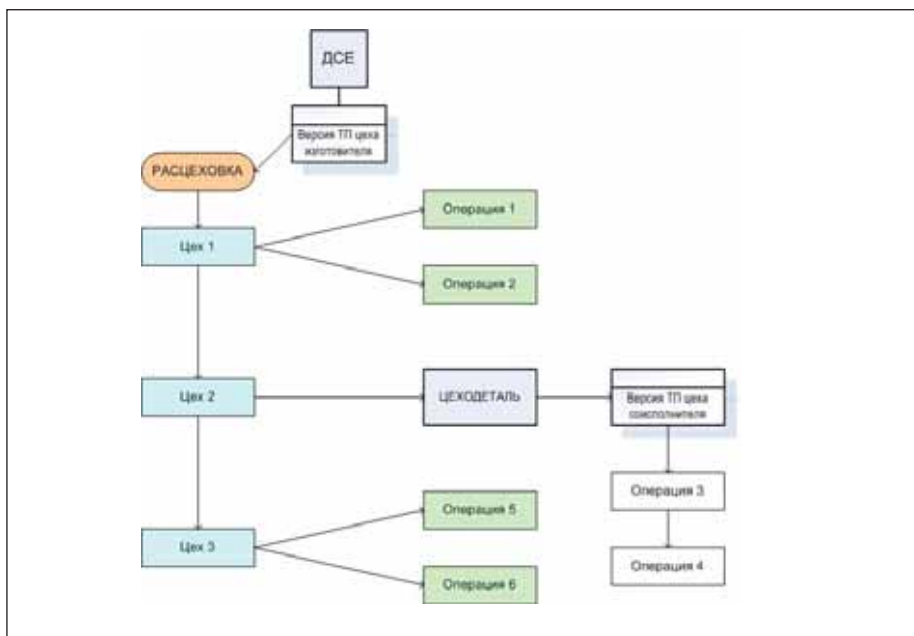 ДСЕ
Версия ТП цеха
изготовителя
РАСЦЕХОВКА
Операция 1
Цех 1
Операция 2
Цех 2
ЦЕХОДЕТАЛЬ
Версия ТП цеха
соисполнителя
Операция 3
Операция 5
Цех 3
Операция 4
Операция 6